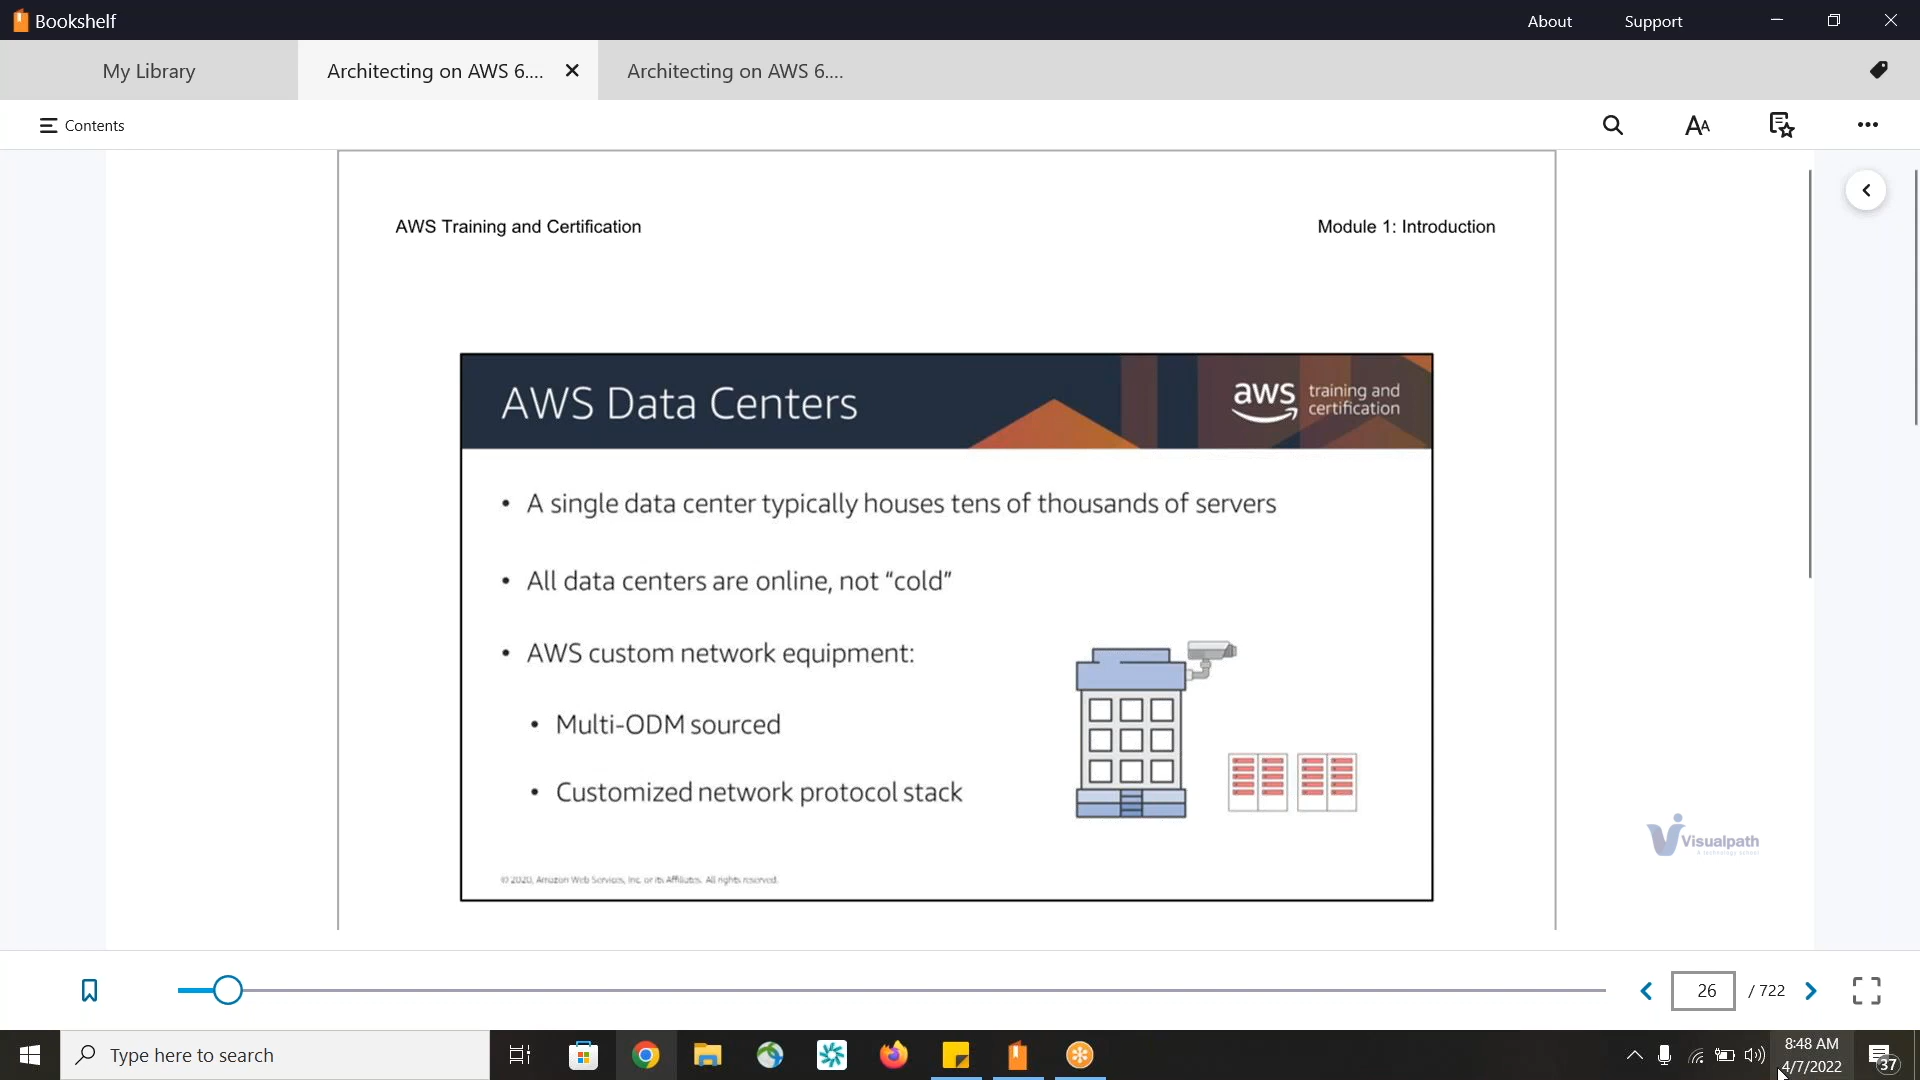 Bookshelf
About
Support
My Library
Architecting on AWS 6....
Architecting on AWS 6....
Contents
AA
AWS Training and Certification
Module 1: Introduction
AWS Data Centers
aws training and
certification
• A single data center typically houses tens of thousands of servers
• All data centers are online, not “cold”
• AWS custom network equipment:
• Multi-ODM sourced
• Customized network protocol stack
© 2020, Amazon Web Services, Inc. or its Affiliates. All rights reserved.
Visualpath
26 / 722
Type here to search
8:48 AM
4/7/2022
37